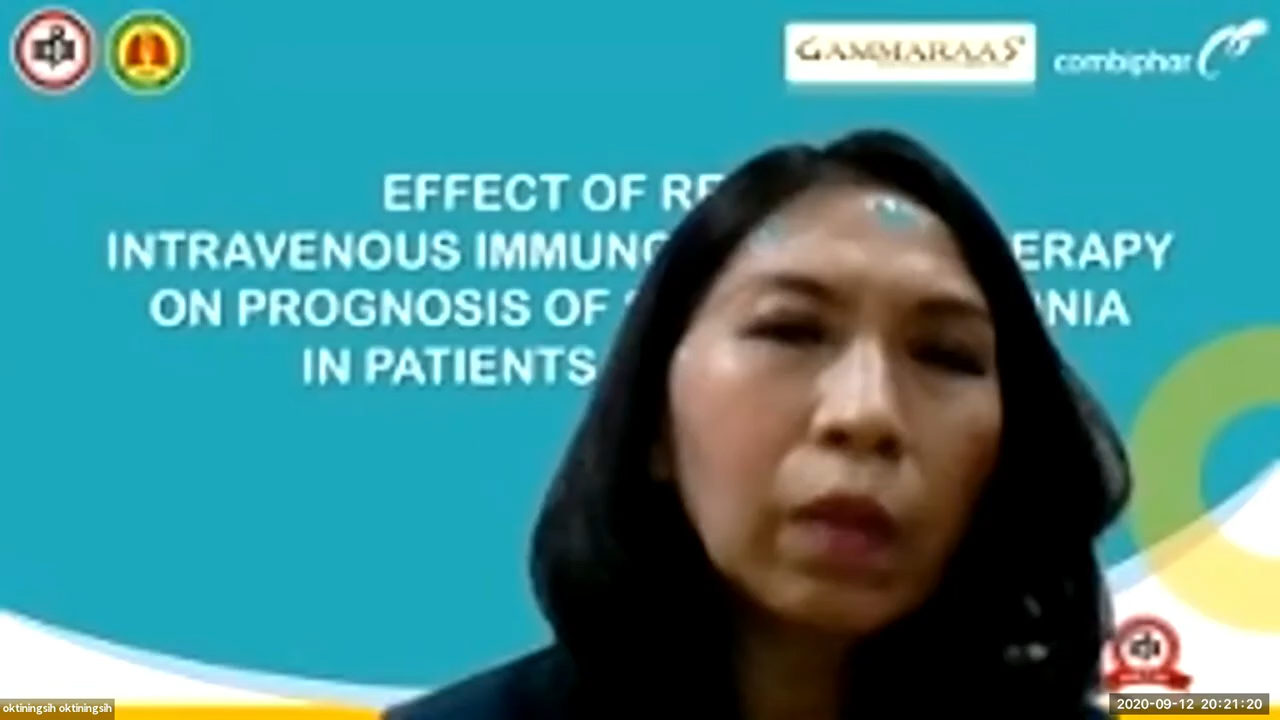 GAMMARAAS
combiphar
EFFECT OF RE
INTRAVENOUS IMMUNO ERAPY
ON PROGNOSIS OF NIA
IN PATIENTS
oktiningsih oktiningsih
2020-09-12 20:21:20